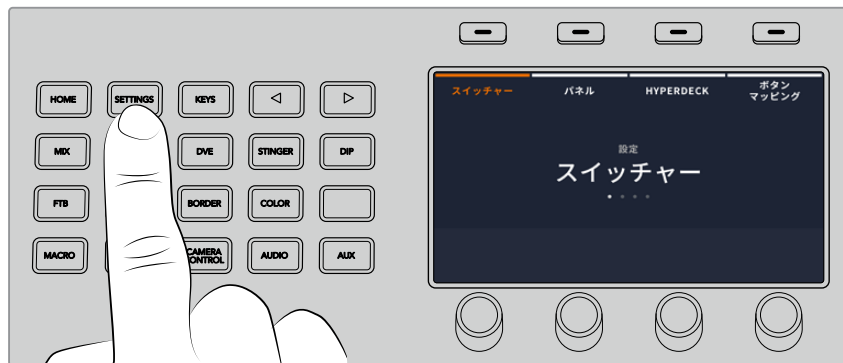 HOME
SETTINGS
KEYS
MIX
DVE
STINGER
DIP
FTB
BORDER
COLOR
MACRO
CAMERA
CONTROL
AUDIO
AUX
スイッチャー
パネル
HYPERDECK
ボタン
マッピング
設定
スイッチャー